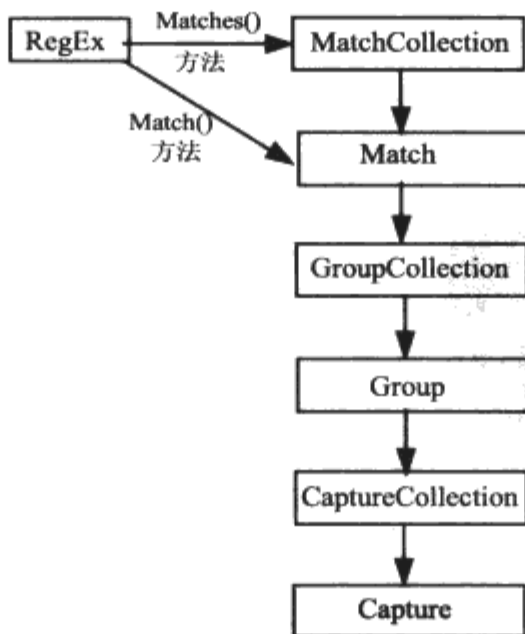 RegEx
Matches()
方法
MatchCollection
Match()
方法
Match
GroupCollection
Group
CaptureCollection
Capture